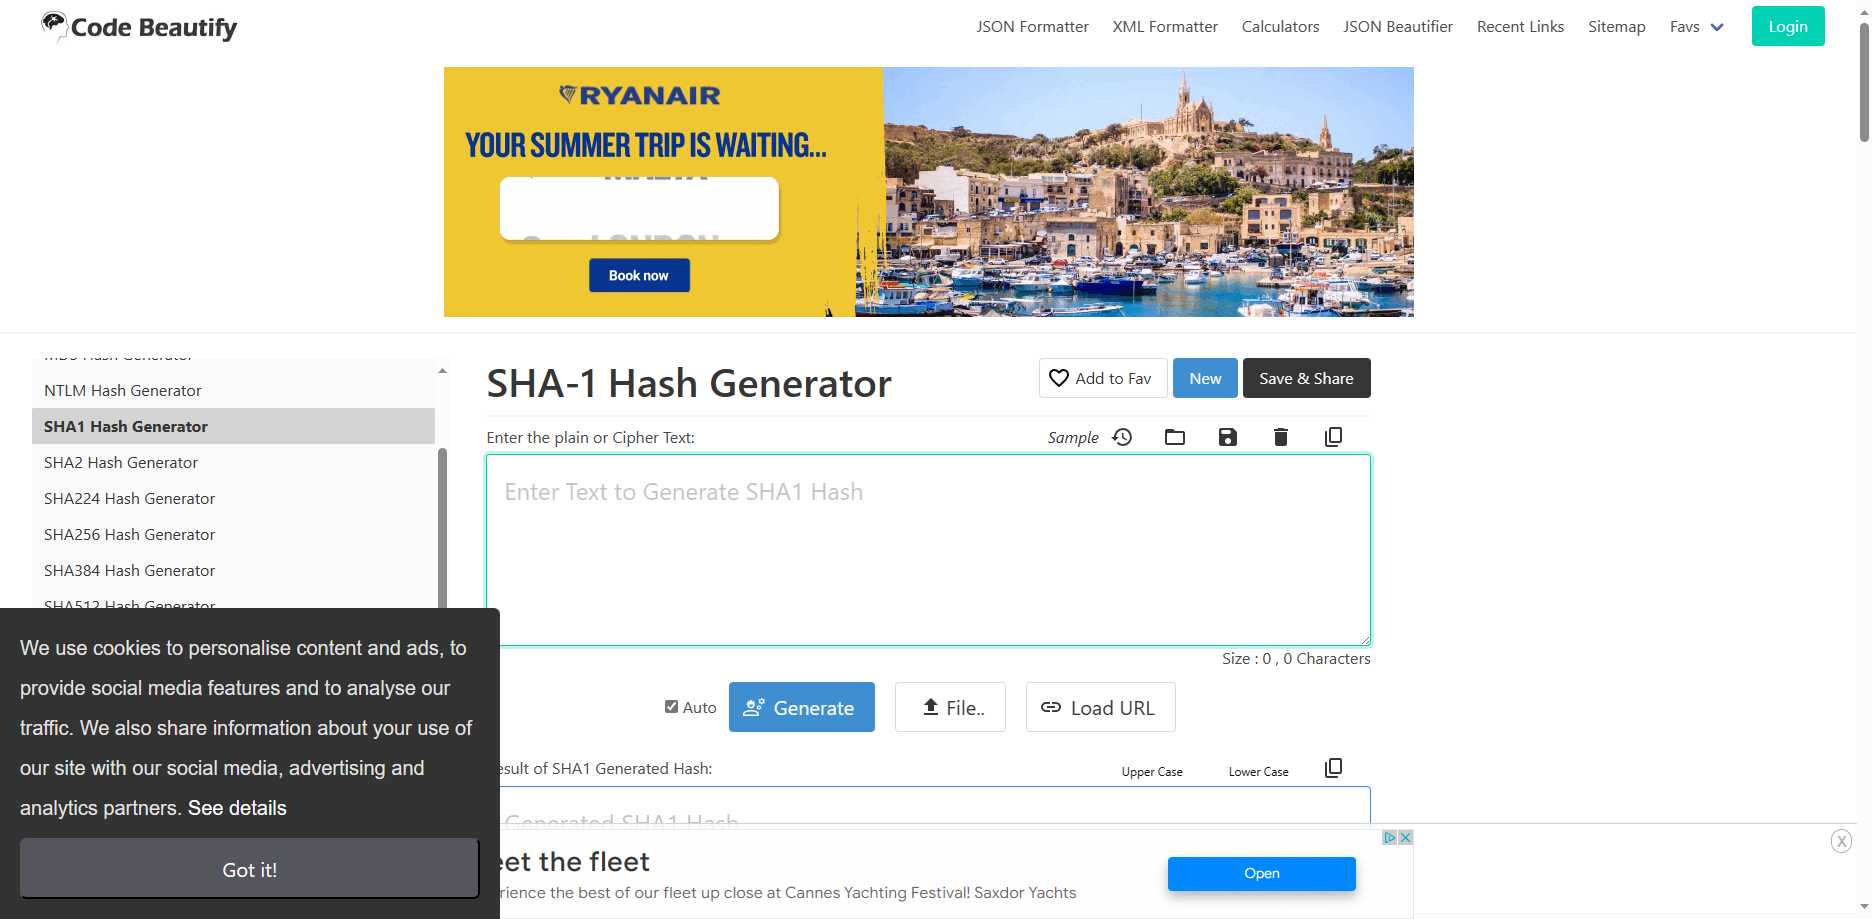 Code Beautify
JSON Formatter
XML Formatter
Calculators
JSON Beautifier
Recent Links
Sitemap
Favs
Login
RYANAIR
YOUR SUMMER TRIP IS WAITING...
LONDON
Book now
NTLM Hash Generator
SHA1 Hash Generator
SHA2 Hash Generator
SHA224 Hash Generator
SHA256 Hash Generator
SHA384 Hash Generator
SHA512 Hash Generator
SHA-1 Hash Generator
Add to Fav
New
Save & Share
Enter the plain or Cipher Text:
Sample
Enter Text to Generate SHA1 Hash
Size : 0 , 0 Characters
Auto
Generate
File..
Load URL
esult of SHA1 Generated Hash:
Upper Case
Lower Case
Generated SHA1 Hash
We use cookies to personalise content and ads, to
provide social media features and to analyse our
traffic. We also share information about your use of
our site with our social media, advertising and
analytics partners. See details
Got it!
eet the fleet
rience the best of our fleet up close at Cannes Yachting Festival! Saxdor Yachts
Open
X